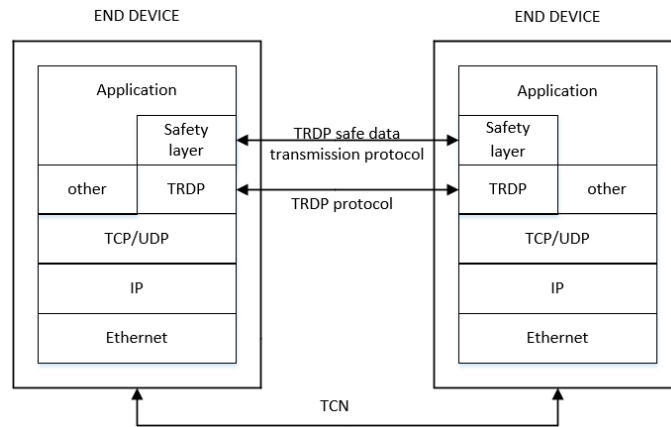 END DEVICE
END DEVICE
Application
Application
Safety
layer
TRDP safe data
transmission protocol
Safety
layer
other
TRDP
TRDP protocol
TRDP
other
TCP/UDP
TCP/UDP
IP
IP
Ethernet
Ethernet
TCN